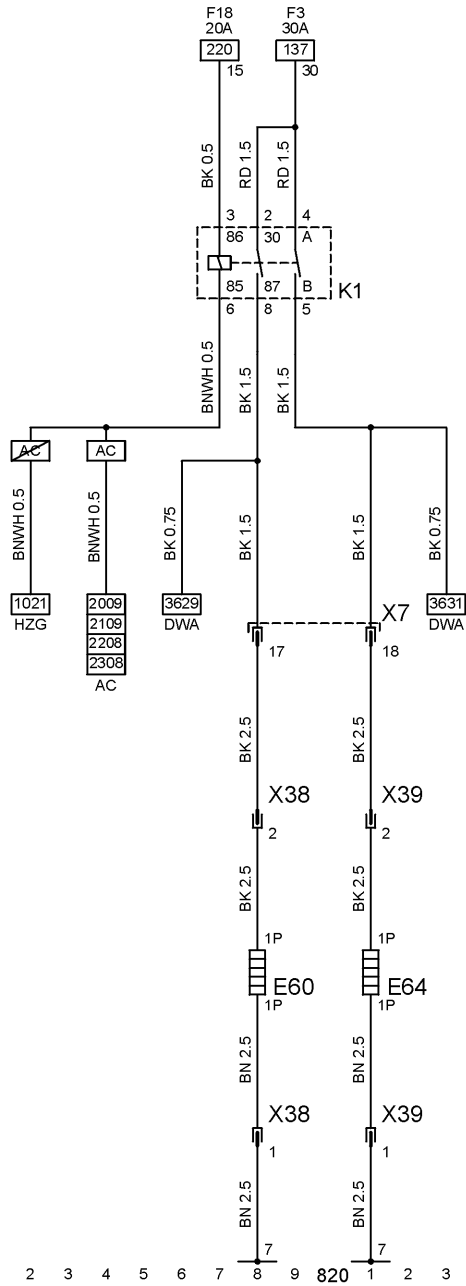 F18 F3
20A 30A
220 137
15 30
BK 0.5 RD 1.5 RD 1.5
3 2 4
86 30 A
85 87 B
K1
6 8 5
BNWH 0.5 BK 1.5 BK 1.5
AC AC
BNWH 0.5 BNWH 0.5 BK 0.75 BK 1.5 BK 1.5 BK 0.75
1021 2009 3629 3631
HZG 2109 DWA X7 DWA
2208
2308
AC
17 18
BK 2.5 BK 2.5
X38 X39
2 2
BK 2.5 BK 2.5
1P 1P
E60 E64
1P 1P
BN 2.5 BN 2.5
X38 X39
1 1
BN 2.5 BN 2.5
7 7
2 3 4 5 6 7 8 9 820 1 2 3